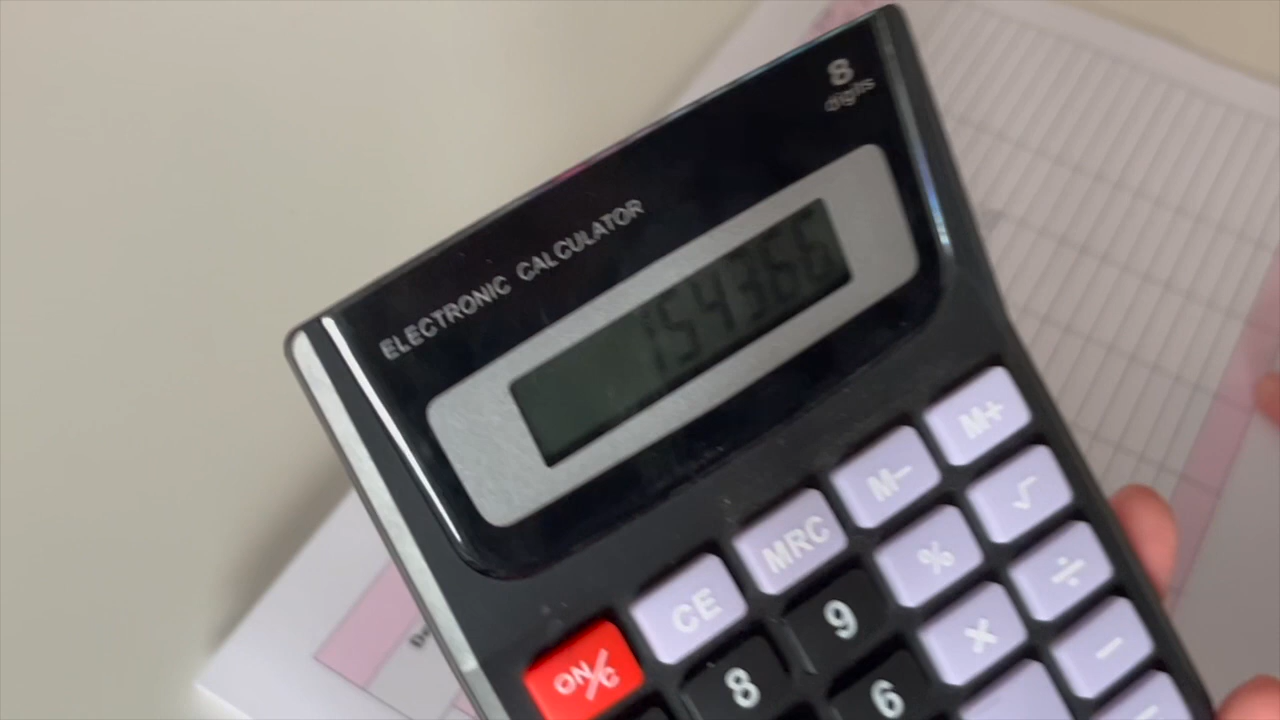 8
digits
ELECTRONIC CALCULATOR
154366
M+
M−
√
MRC
%
÷
CE
9
×
−
ON/C
8
6